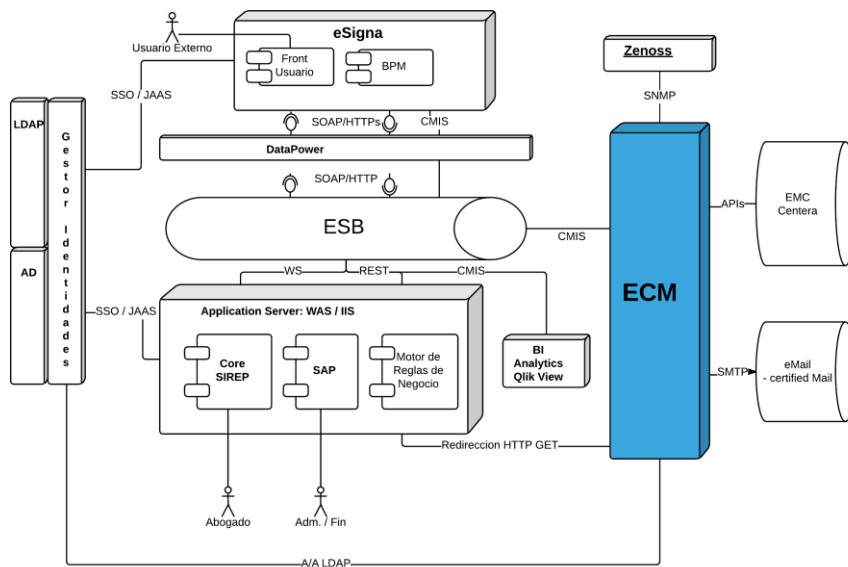 eSigna
Usuario Externo
Front
Usuario
BPM
Zenoss
SNMP
SSO / JAAS
LDAP
Gestor Identidades
SOAP/HTTPs
CMIS
DataPower
SOAP/HTTP
EMC
Centera
APIs
ESB
CMIS
AD
WS
REST
CMIS
ECM
SSO / JAAS
Application Server: WAS / IIS
Core
SIREP
SAP
Motor de
Reglas de
Negocio
BI
Analytics
Qlik View
SMTP
eMail
- certified Mail
Redireccion HTTP GET
Abogado
Adm. / Fin
A/A LDAP